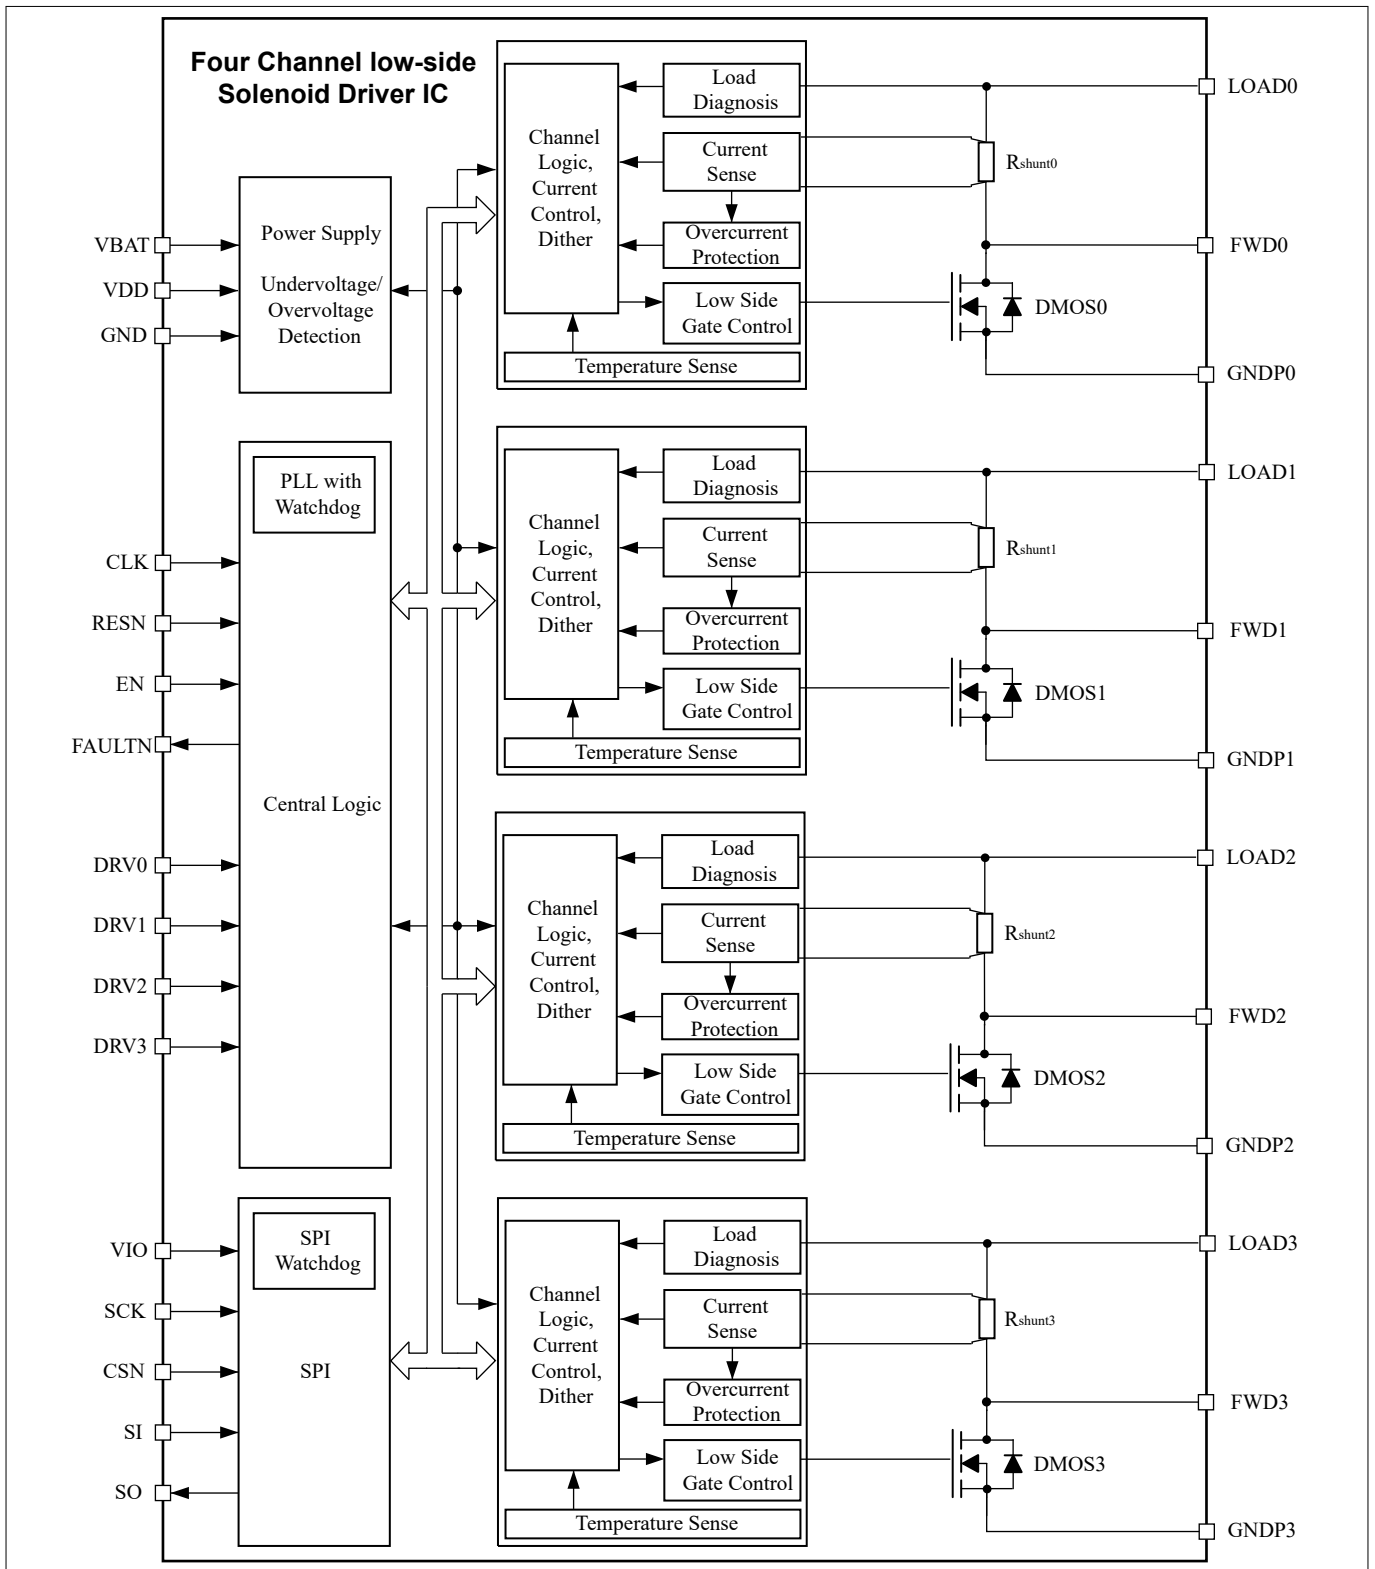 Four Channel low-side
Solenoid Driver IC
VBAT
VDD
GND
Power Supply
Undervoltage/
Overvoltage
Detection
PLL with
Watchdog
CLK
RESN
EN
FAULTN
Central Logic
DRV0
DRV1
DRV2
DRV3
SPI
Watchdog
VIO
SCK
CSN
SI
SO
SPI
Channel
Logic,
Current
Control,
Dither
Load
Diagnosis
Current
Sense
Overcurrent
Protection
Low Side
Gate Control
Temperature Sense
Rshunt0
DMOS0
LOAD0
FWD0
GNDP0
Channel
Logic,
Current
Control,
Dither
Load
Diagnosis
Current
Sense
Overcurrent
Protection
Low Side
Gate Control
Temperature Sense
Rshunt1
DMOS1
LOAD1
FWD1
GNDP1
Channel
Logic,
Current
Control,
Dither
Load
Diagnosis
Current
Sense
Overcurrent
Protection
Low Side
Gate Control
Temperature Sense
Rshunt2
DMOS2
LOAD2
FWD2
GNDP2
Channel
Logic,
Current
Control,
Dither
Load
Diagnosis
Current
Sense
Overcurrent
Protection
Low Side
Gate Control
Temperature Sense
Rshunt3
DMOS3
LOAD3
FWD3
GNDP3